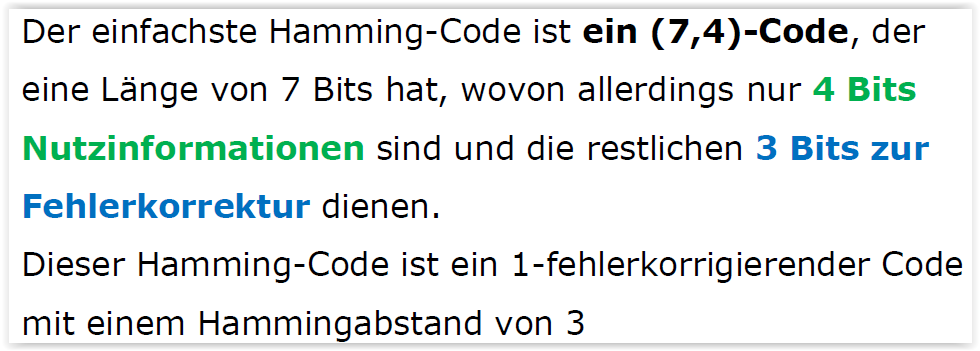 Der einfachste Hamming-Code ist ein (7,4)-Code, der
eine Länge von 7 Bits hat, wovon allerdings nur 4 Bits
Nutzinformationen sind und die restlichen 3 Bits zur
Fehlerkorrektur dienen.
Dieser Hamming-Code ist ein 1-fehlerkorrigierender Code
mit einem Hammingabstand von 3